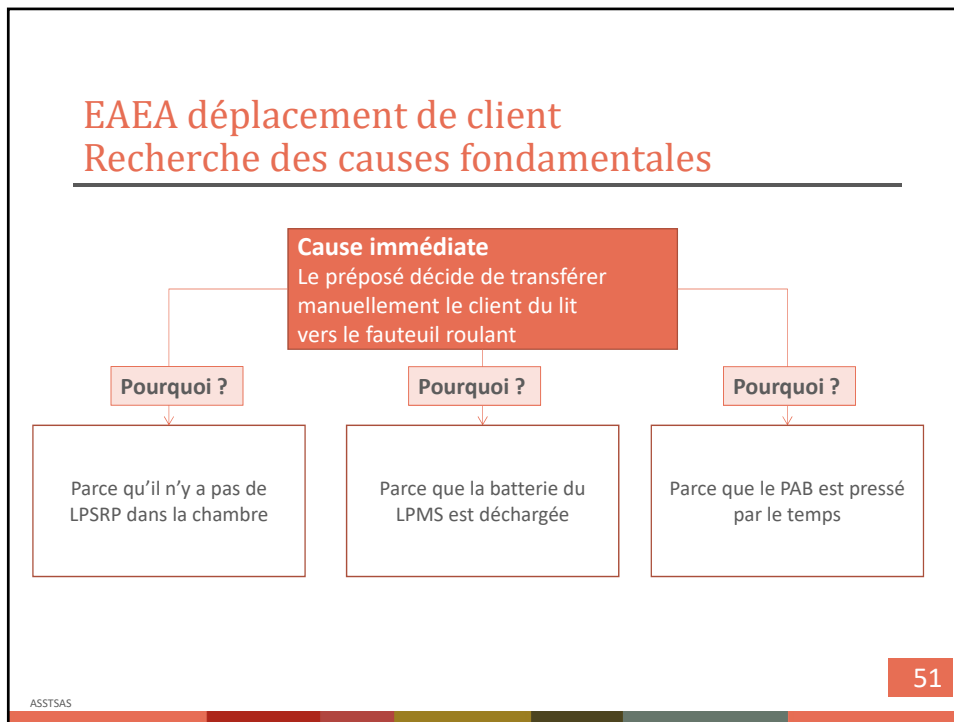 EAEA déplacement de client
Recherche des causes fondamentales
Cause immédiate
Le préposé décide de transférer
manuellement le client du lit
vers le fauteuil roulant
Pourquoi ?
Pourquoi ?
Pourquoi ?
Parce qu’il n’y a pas de
LPSRP dans la chambre
Parce que la batterie du
LPMS est déchargée
Parce que le PAB est pressé
par le temps
51
ASSTSAS